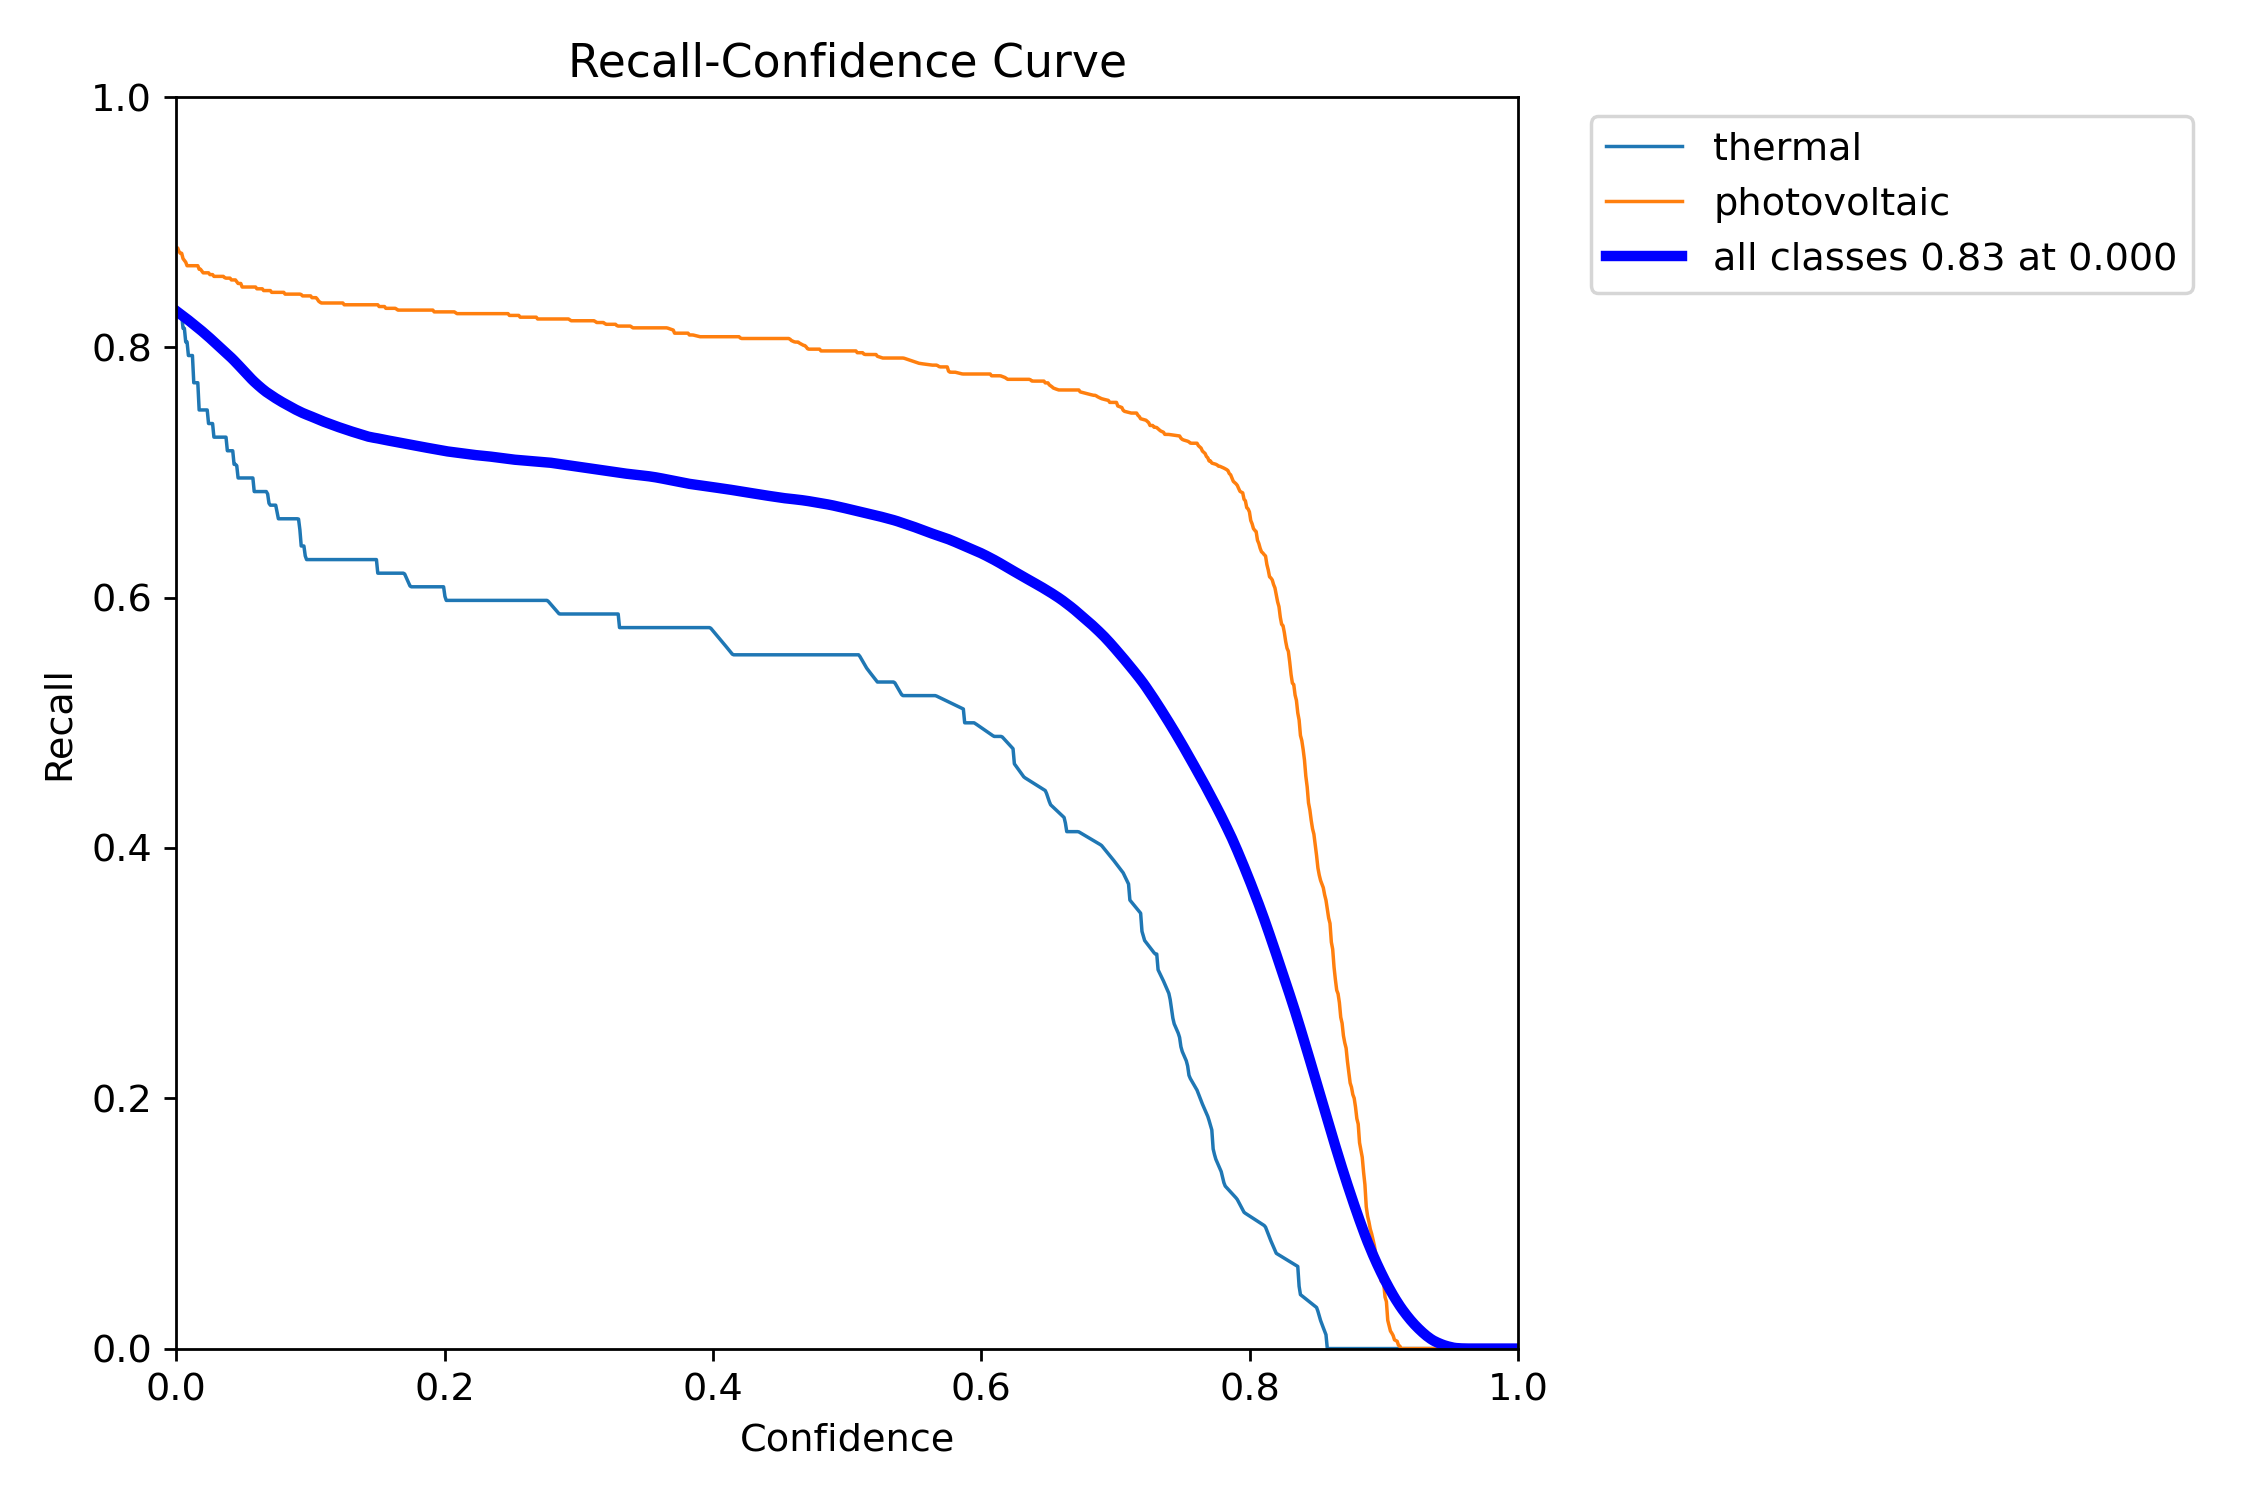 Recall-Confidence Curve
1.0
0.8
0.6
0.4
0.2
0.0
Recall
0.0 0.2 0.4 0.6 0.8 1.0
Confidence
thermal
photovoltaic
all classes 0.83 at 0.000